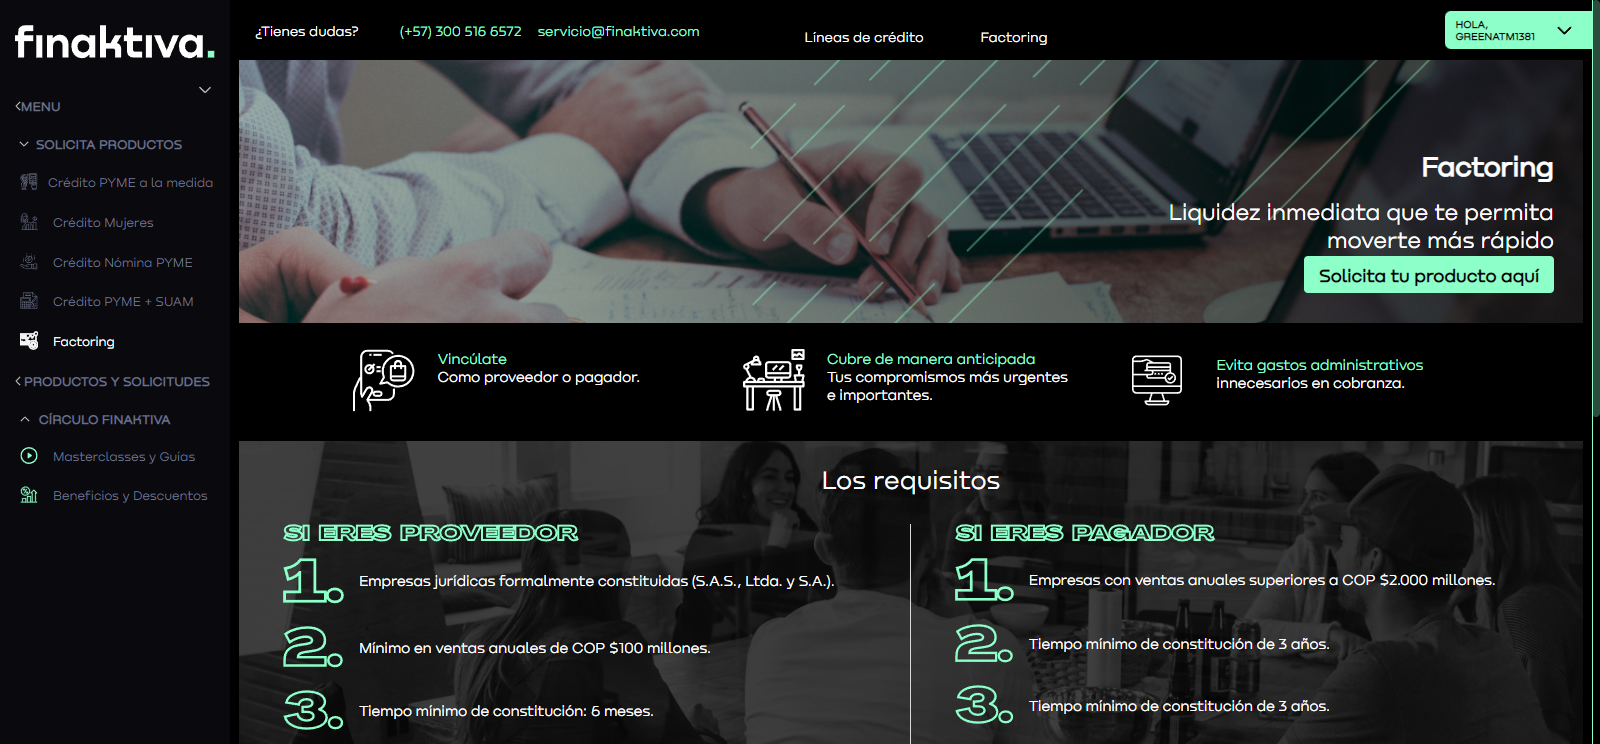 finaktiva.
¿Tienes dudas?
(+57) 300 516 6572
servicio@finaktiva.com
Líneas de crédito
Factoring
HOLA,
GREENATM1381
MENU
SOLICITA PRODUCTOS
Crédito PYME a la medida
Crédito Mujeres
Crédito Nómina PYME
Crédito PYME + SUAM
Factoring
PRODUCTOS Y SOLICITUDES
CÍRCULO FINAKTIVA
Masterclasses y Guías
Beneficios y Descuentos
Factoring
Liquidez inmediata que te permita
moverte más rápido
Solicita tu producto aquí
Vincúlate
Como proveedor o pagador.
Cubre de manera anticipada
Tus compromismos más urgentes
e importantes.
Evita gastos administrativos
innecesarios en cobranza.
Los requisitos
SI ERES PROVEEDOR
1. Empresas jurídicas formalmente constituidas (S.A.S., Ltda. y S.A.).
2. Mínimo en ventas anuales de COP $100 millones.
3. Tiempo mínimo de constitución: 6 meses.
SI ERES PAGADOR
1. Empresas con ventas anuales superiores a COP $2.000 millones.
2. Tiempo mínimo de constitución de 3 años.
3. Tiempo mínimo de constitución de 3 años.